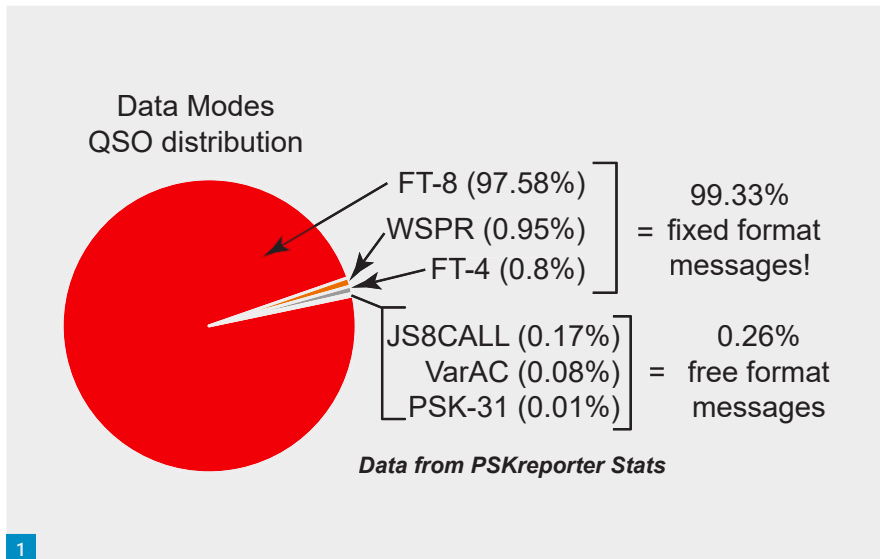 Data Modes
QSO distribution
FT-8 (97.58%)
WSPR (0.95%)
FT-4 (0.8%)
= 99.33%
fixed format
messages!
JS8CALL (0.17%)
VarAC (0.08%)
PSK-31 (0.01%)
= 0.26%
free format
messages
Data from PSKreporter Stats
1